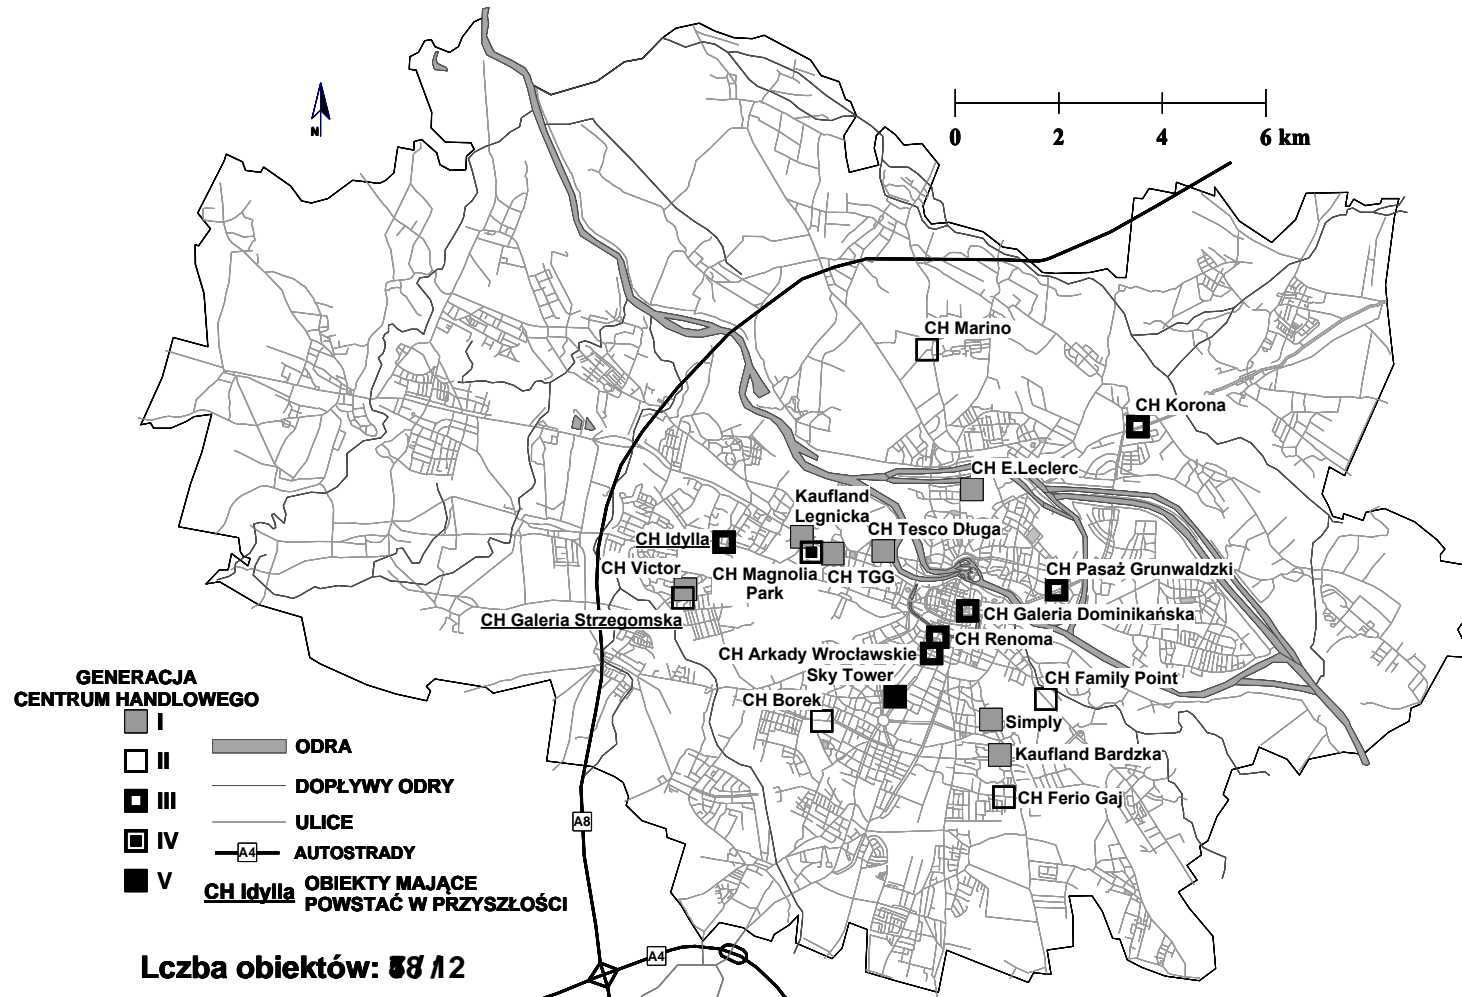 N
0 2 4 6 km
CH Marino
CH Korona
CH E.Leclerc
Kaufland
Legnicka
CH Tesco Długa
CH Idylla
CH Victor
CH Magnolia
Park
CH TGG
CH Pasaż Grunwaldzki
CH Galeria Strzegomska
CH Galeria Dominikańska
CH Renoma
CH Arkady Wrocławskie
Sky Tower
CH Family Point
CH Borek
Simply
Kaufland Bardzka
CH Ferio Gaj
GENERACJA
CENTRUM HANDLOWEGO
I
II
III
IV
V
ODRA
DOPŁYWY ODRY
ULICE
A4 AUTOSTRADY
CH Idylla OBIEKTY MAJĄCE
POWSTAĆ W PRZYSZŁOŚCI
A8
A4
Lczba obiektów: